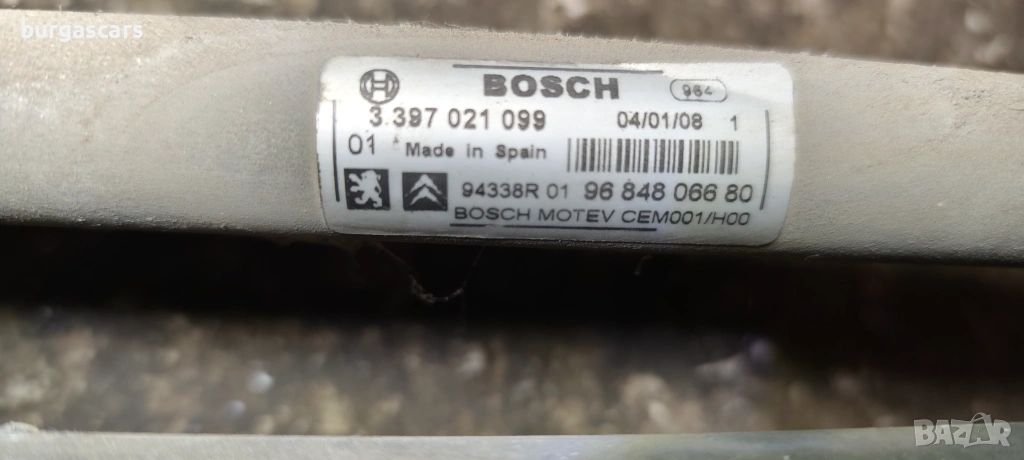 burgascars
BOSCH 964
3.397 021 099 04/01/08 1
01 Made in Spain
94338R 01 96 848 066 80
BOSCH MOTEV CEM001/H00
BAZAR